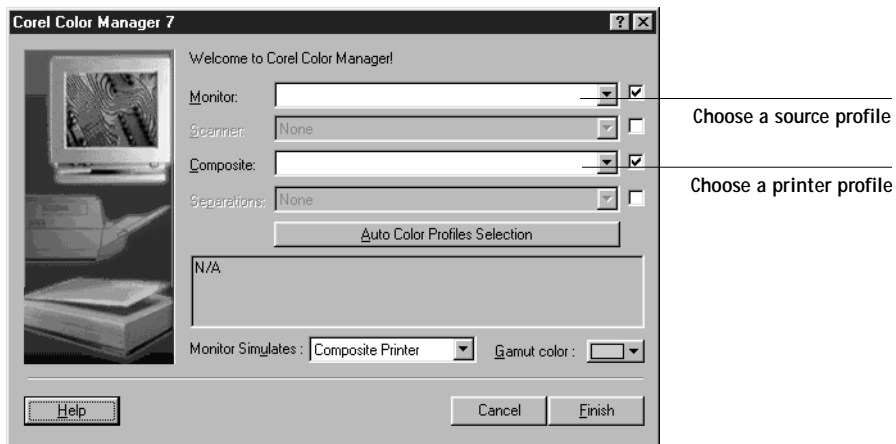 Corel Color Manager 7
Welcome to Corel Color Manager!
Monitor:
Choose a source profile
Scanner: None
Composite:
Choose a printer profile
Separations: None
Auto Color Profiles Selection
N/A
Monitor Simulates : Composite Printer Gamut color :
Help Cancel Finish